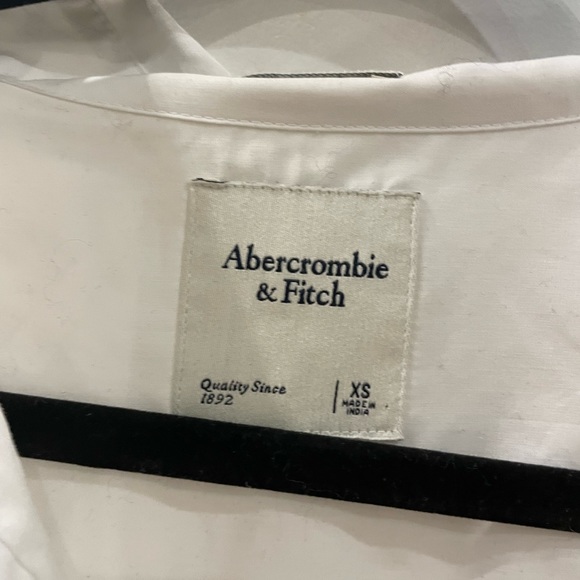 Abercrombie
& Fitch
Quality Since
1892
XS
MADE IN
INDIA